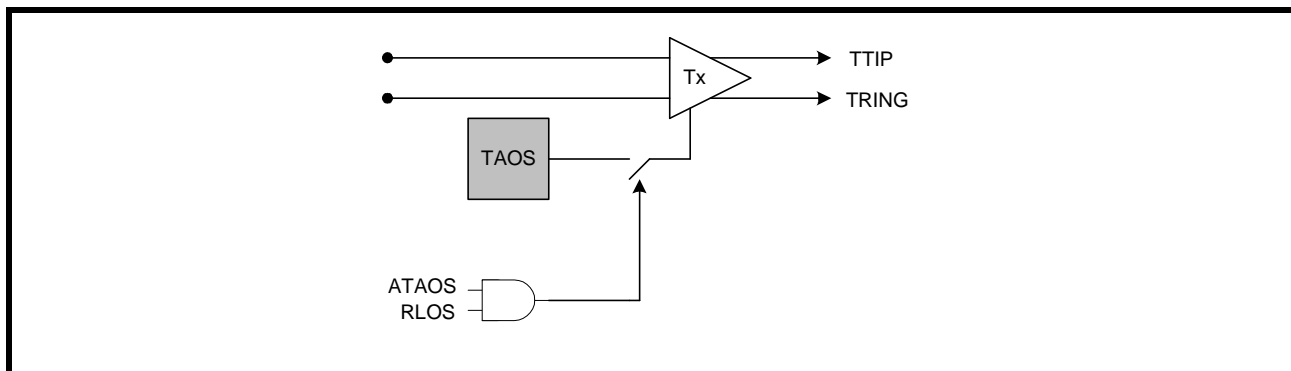 TTIP
Tx
TRING
TAOS
ATAOS
RLOS